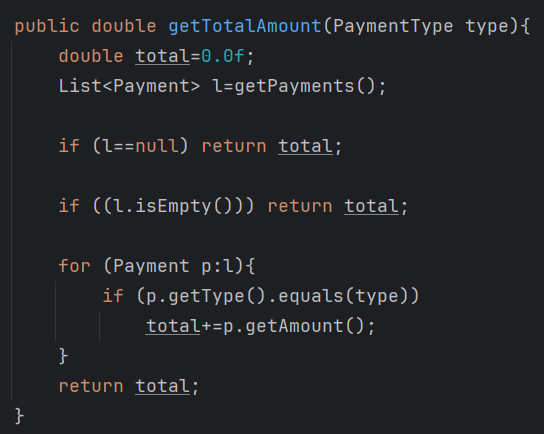 public double getTotalAmount(PaymentType type){
    double total=0.0f;
    List<Payment> l=getPayments();

    if (l==null) return total;

    if ((l.isEmpty())) return total;

    for (Payment p:l){
        if (p.getType().equals(type))
            total+=p.getAmount();
    }
    return total;
}